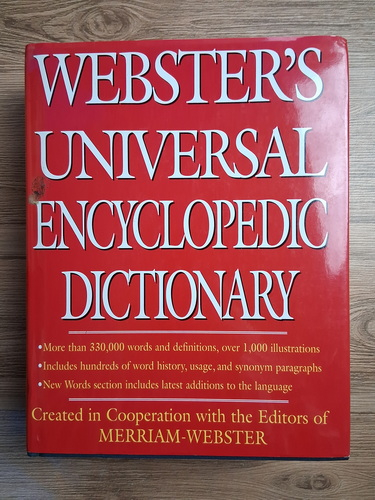 WEBSTER'S
UNIVERSAL
ENCYCLOPEDIC
DICTIONARY
•More than 330,000 words and definitions, over 1,000 illustrations
•Includes hundreds of word history, usage, and synonym paragraphs
•New Words section includes latest additions to the language
Created in Cooperation with the Editors of
MERRIAM-WEBSTER